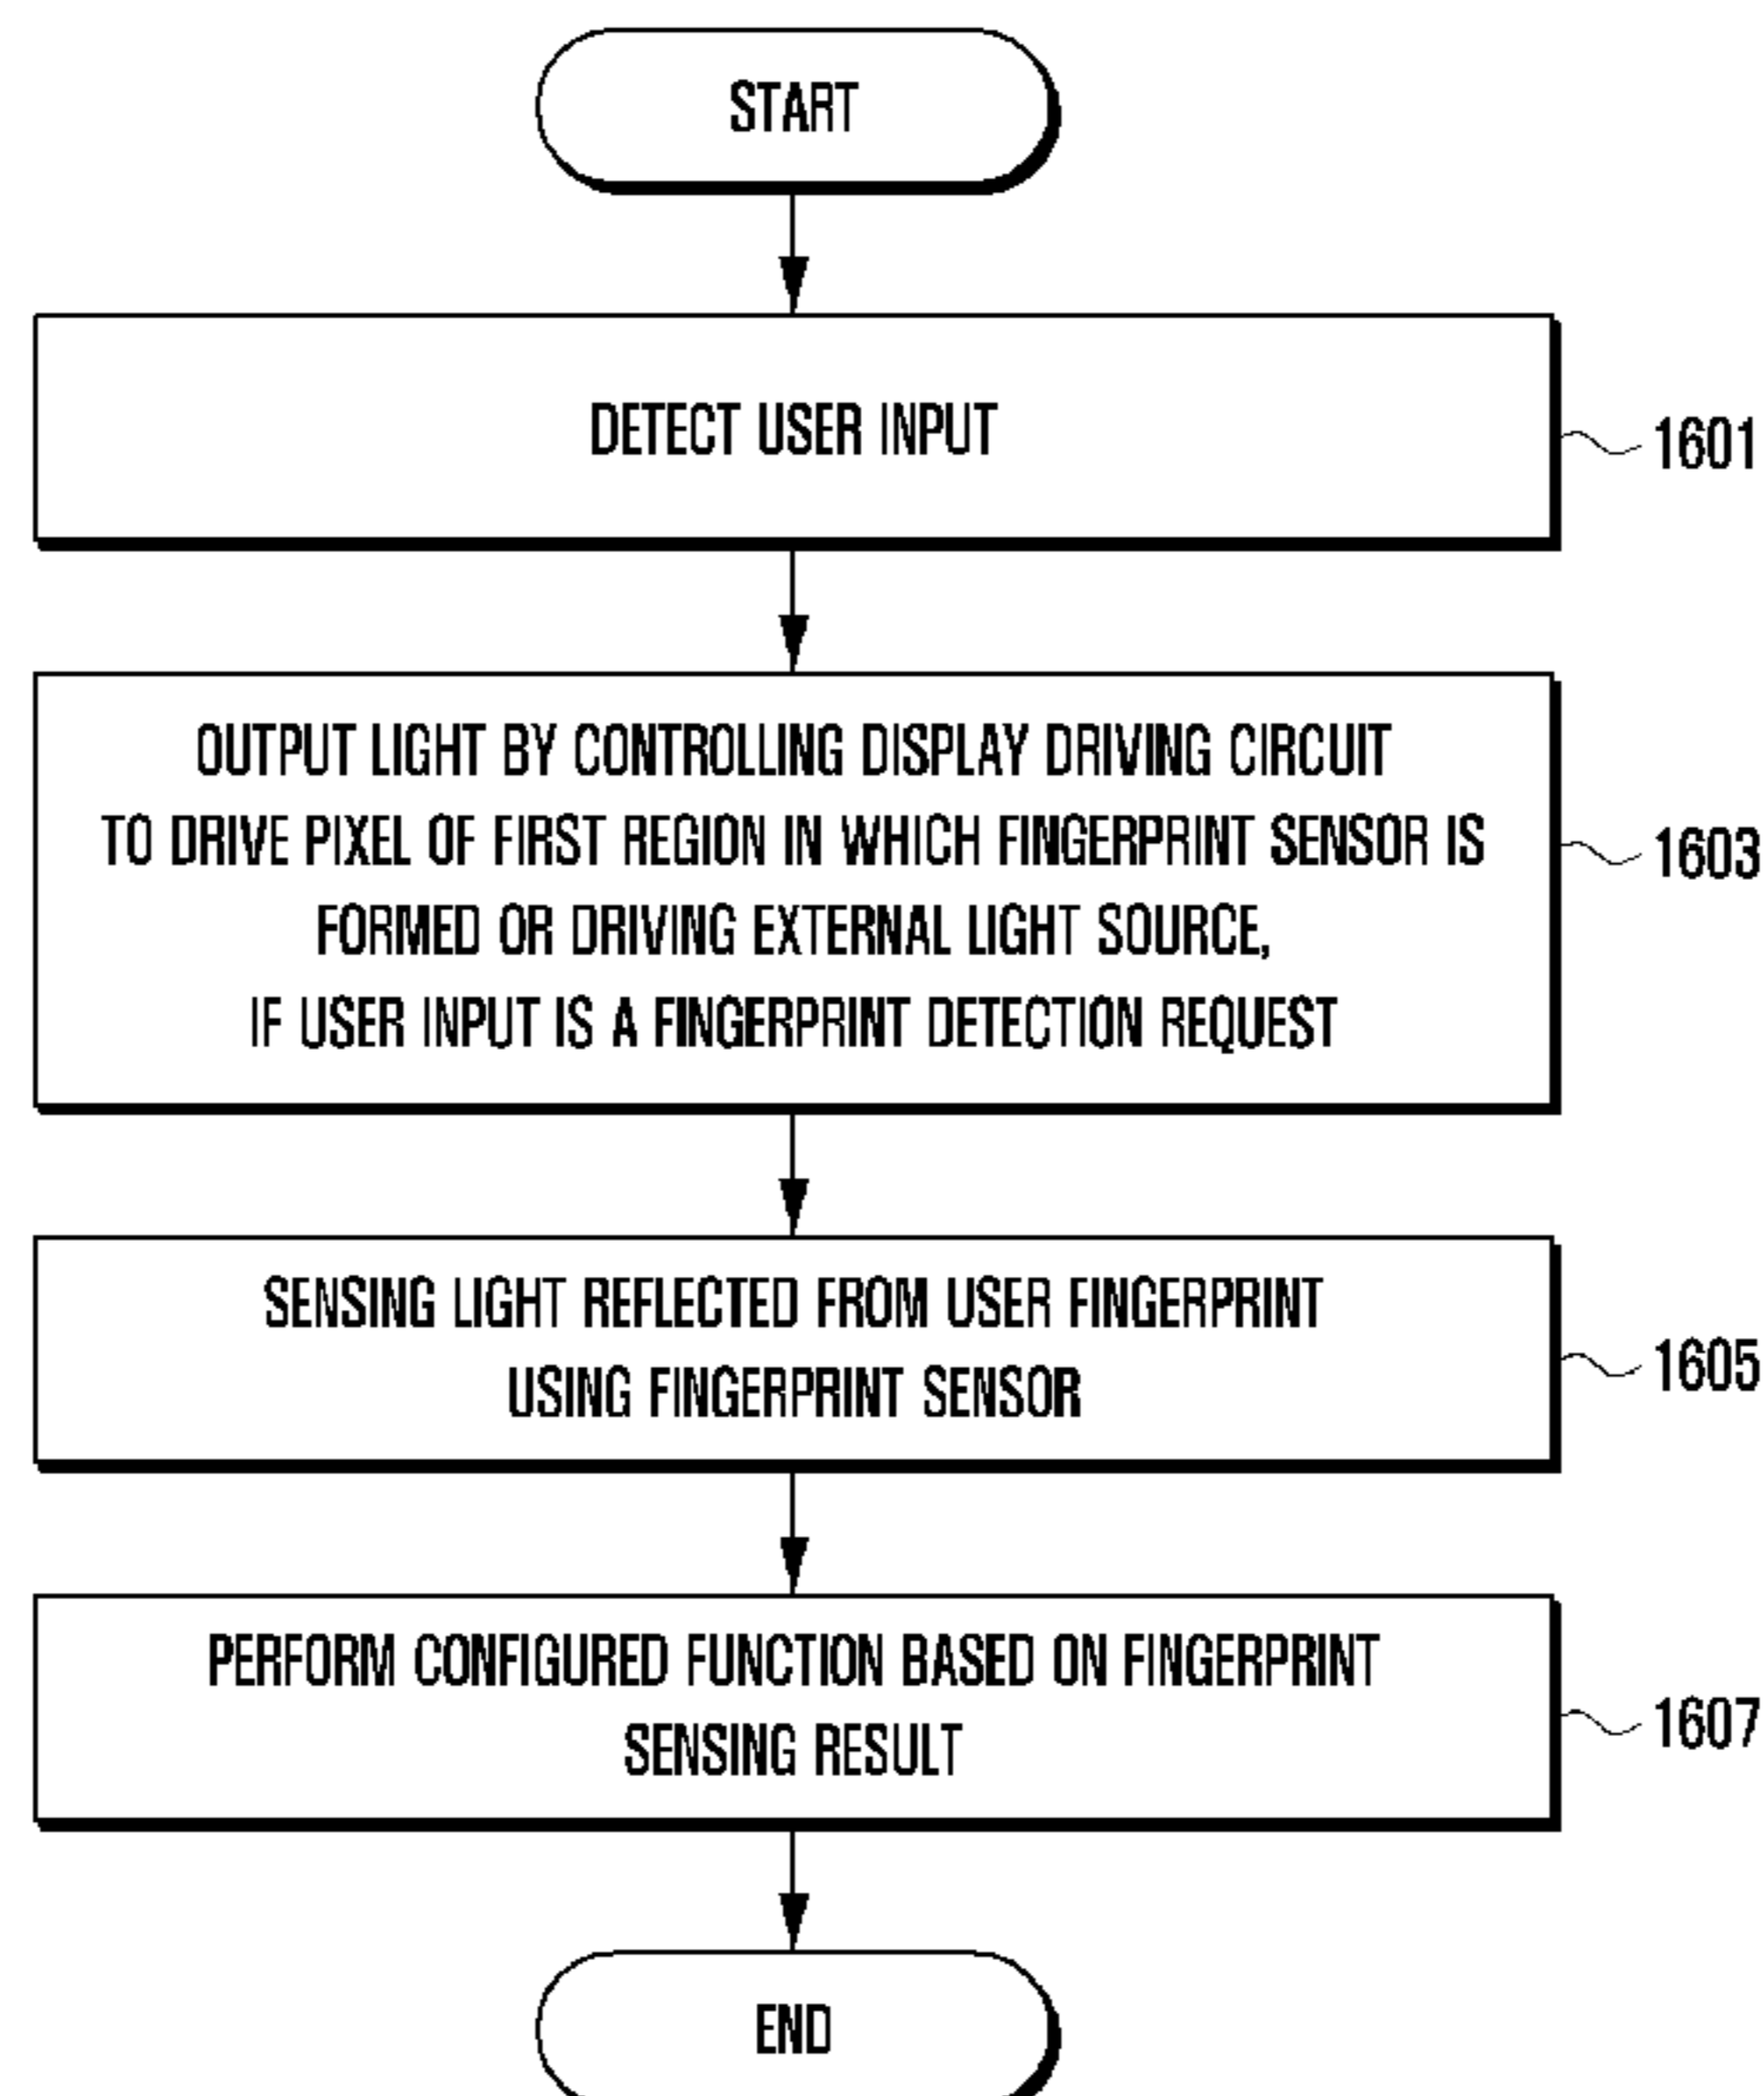 START
DETECT USER INPUT
1601
OUTPUT LIGHT BY CONTROLLING DISPLAY DRIVING CIRCUIT
TO DRIVE PIXEL OF FIRST REGION IN WHICH FINGERPRINT SENSOR IS
FORMED OR DRIVING EXTERNAL LIGHT SOURCE,
IF USER INPUT IS A FINGERPRINT DETECTION REQUEST
1603
SENSING LIGHT REFLECTED FROM USER FINGERPRINT
USING FINGERPRINT SENSOR
1605
PERFORM CONFIGURED FUNCTION BASED ON FINGERPRINT
SENSING RESULT
1607
END